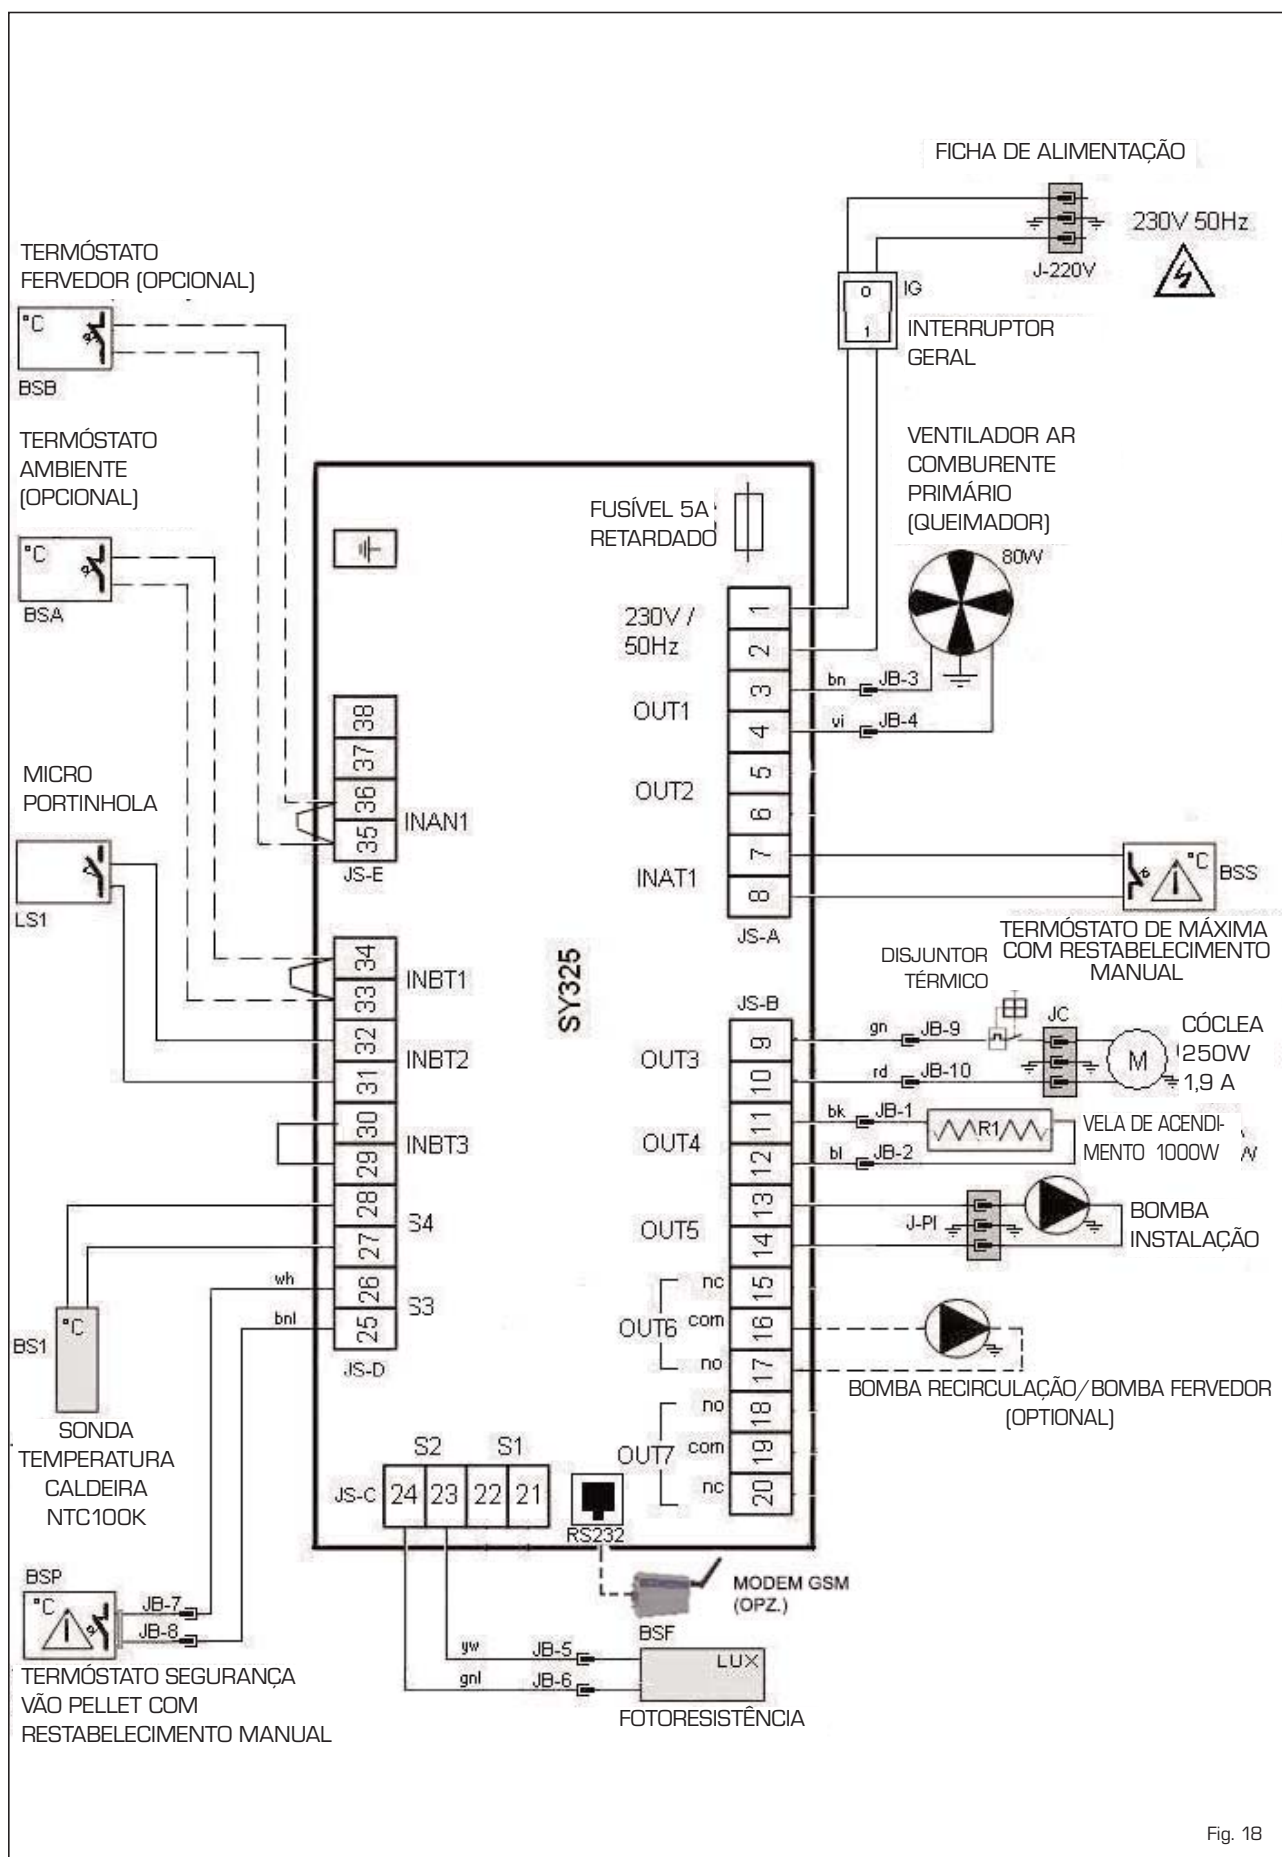 FICHA DE ALIMENTAÇÃO
230V 50Hz
J-220V
0
1
IG
INTERRUPTOR
GERAL
TERMÓSTATO
FERVEDOR (OPCIONAL)
°C
BSB
TERMÓSTATO
AMBIENTE
(OPCIONAL)
°C
BSA
MICRO
PORTINHOLA
LS1
VENTILADOR AR
COMBURENTE
PRIMÁRIO
(QUEIMADOR)
80W
FUSÍVEL 5A
RETARDADO
230V /
50Hz
1
2
OUT1
3
4
bn JB-3
vi JB-4
OUT2
5
6
INAT1
7
8
JS-A
°C
BSS
TERMÓSTATO DE MÁXIMA
COM RESTABELECIMENTO
MANUAL
38
37
36
35
INAN1
JS-E
34
33
INBT1
32
31
INBT2
30
29
INBT3
28
27
S4
26
25
S3
JS-D
SY325
DISJUNTOR
TÉRMICO
JS-B
OUT3
9
10
gn JB-9
rd JB-10
JC
M
CÓCLEA
250W
1,9 A
OUT4
11
12
bk JB-1
bl JB-2
R1
VELA DE ACENDI-
MENTO 1000W
W
OUT5
13
14
J-PI
BOMBA
INSTALAÇÃO
OUT6
nc 15
com 16
no 17
BOMBA RECIRCULAÇÃO/BOMBA FERVEDOR
(OPTIONAL)
OUT7
no 18
com 19
nc 20
wh
bnl
°C
BS1
SONDA
TEMPERATURA
CALDEIRA
NTC100K
S2 S1
JS-C 24 23 22 21
RS232
MODEM GSM
(OPZ.)
BSP
°C
JB-7
JB-8
TERMÓSTATO SEGURANÇA
VÃO PELLET COM
RESTABELECIMENTO MANUAL
yw JB-5
gnl JB-6
BSF
LUX
FOTORESISTÊNCIA
Fig. 18